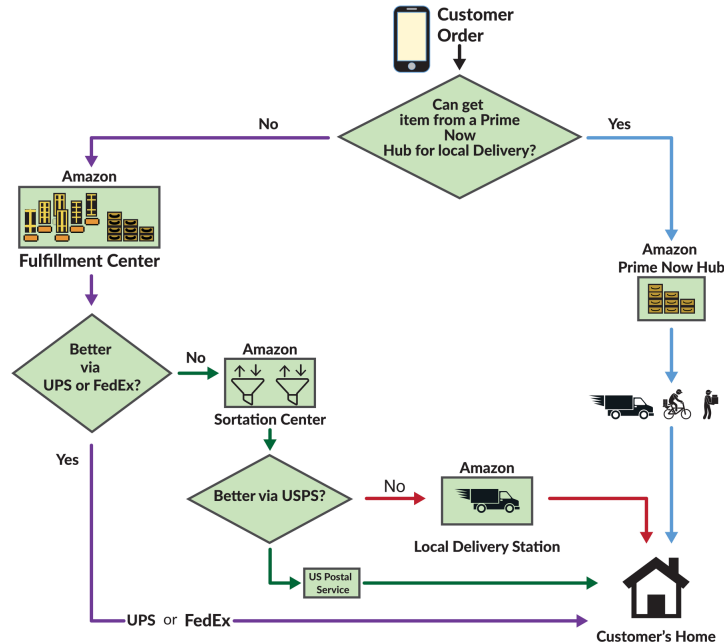 Customer
Order
Can get
item from a Prime
Now
Hub for local Delivery?
No
Yes
Amazon
Fulfillment Center
Amazon
Prime Now Hub
Better
via
UPS or FedEx?
No
Amazon
Sortation Center
Yes
Better via USPS?
No
Amazon
Local Delivery Station
US Postal
Service
UPS or FedEx
Customer's Home